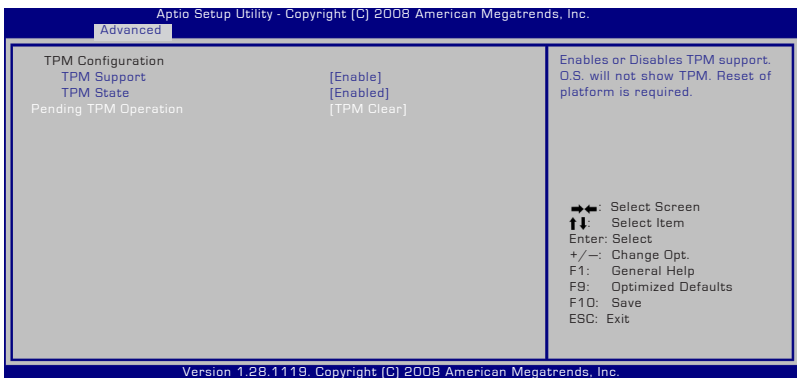 Aptio Setup Utility - Copyright (C) 2008 American Megatrends, Inc.
Advanced
TPM Configuration
TPM Support [Enable]
TPM State [Enabled]
Pending TPM Operation [TPM Clear]
Enables or Disables TPM support.
O.S. will not show TPM. Reset of
platform is required.
→←: Select Screen
↑↓: Select Item
Enter: Select
+/—: Change Opt.
F1: General Help
F9: Optimized Defaults
F10: Save
ESC: Exit
Version 1.28.1119. Copyright (C) 2008 American Megatrends, Inc.